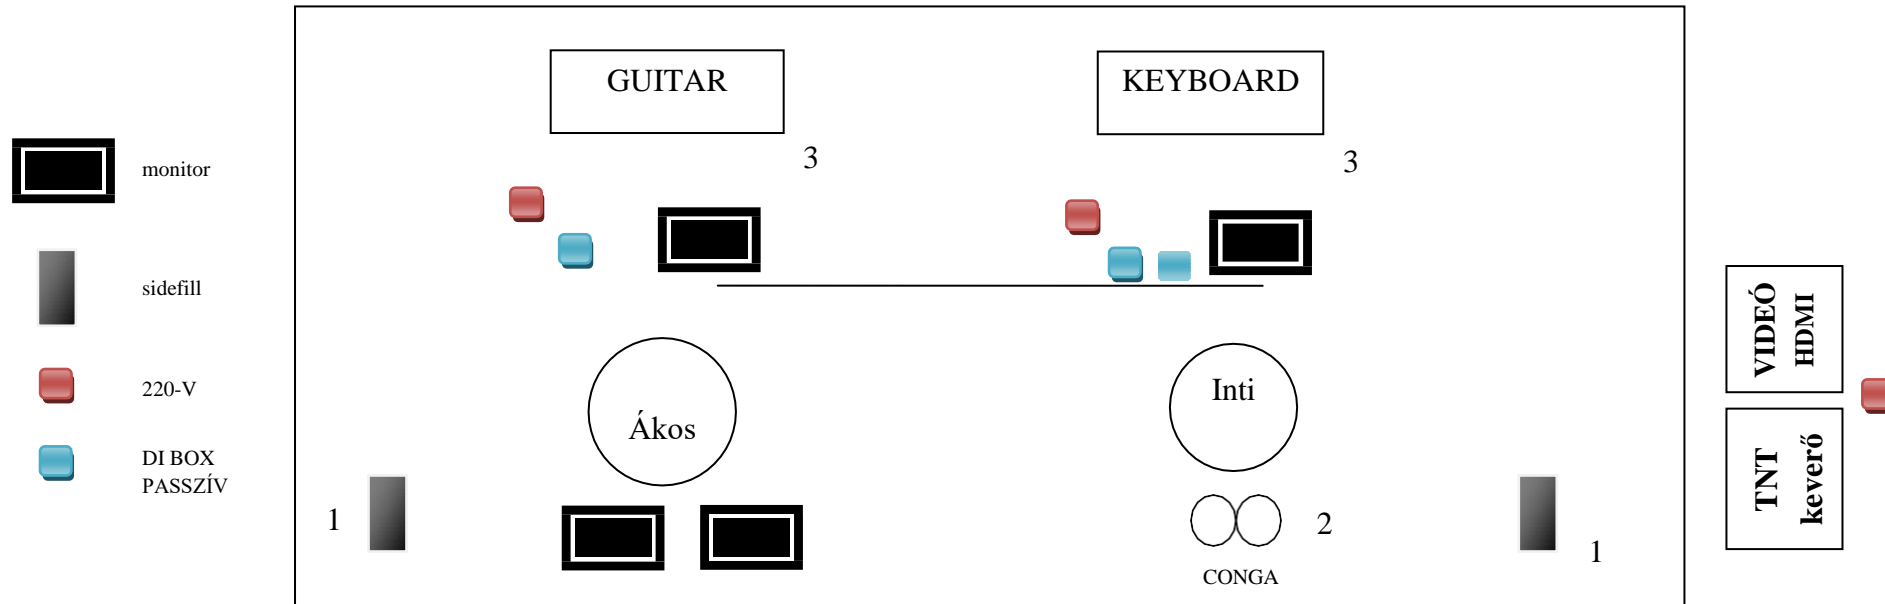 GUITAR
KEYBOARD
3
3
monitor
sidefill
220-V
DI BOX
PASSZÍV
Ákos
Inti
1
2
CONGA
1
VIDEÓ
HDMI
TNT
keverő